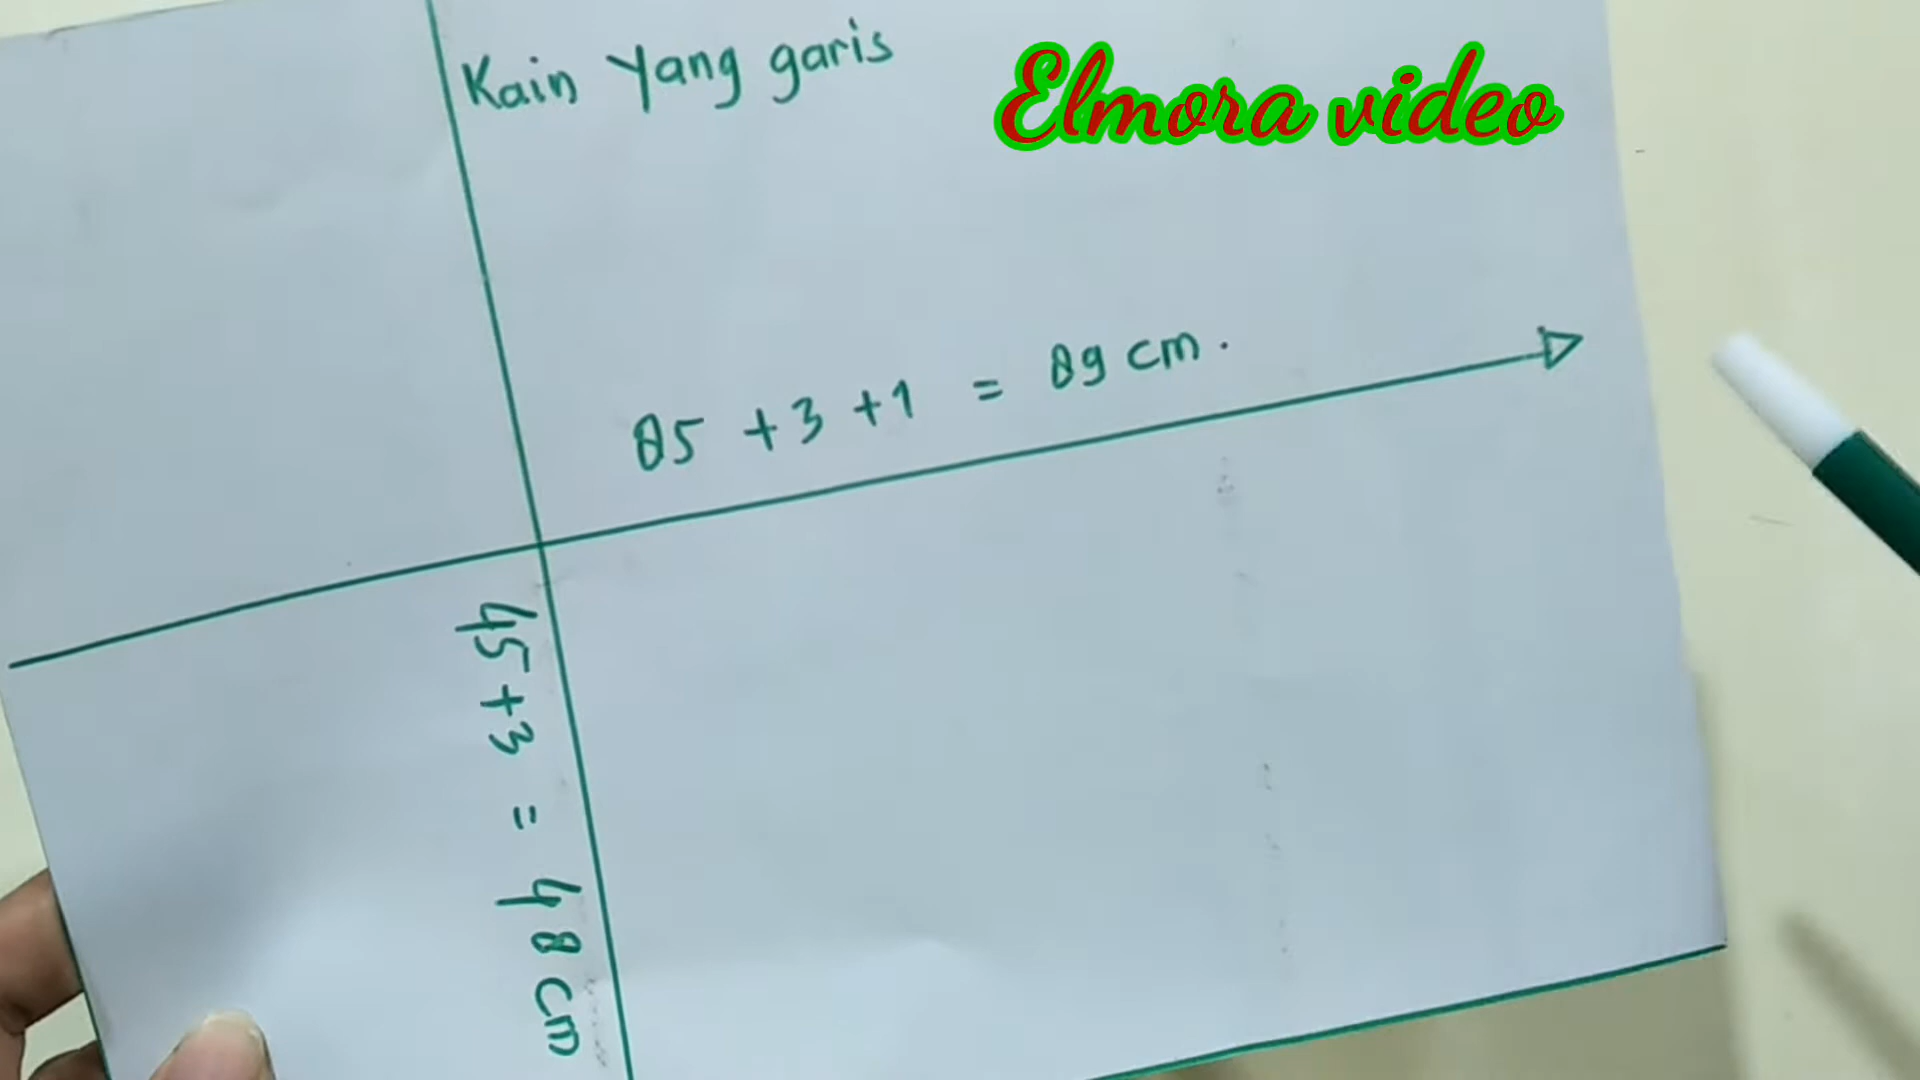 Kain Yang garis
Elmora video
85 + 3 + 1 = 89 cm.
45 + 3 = 48 cm